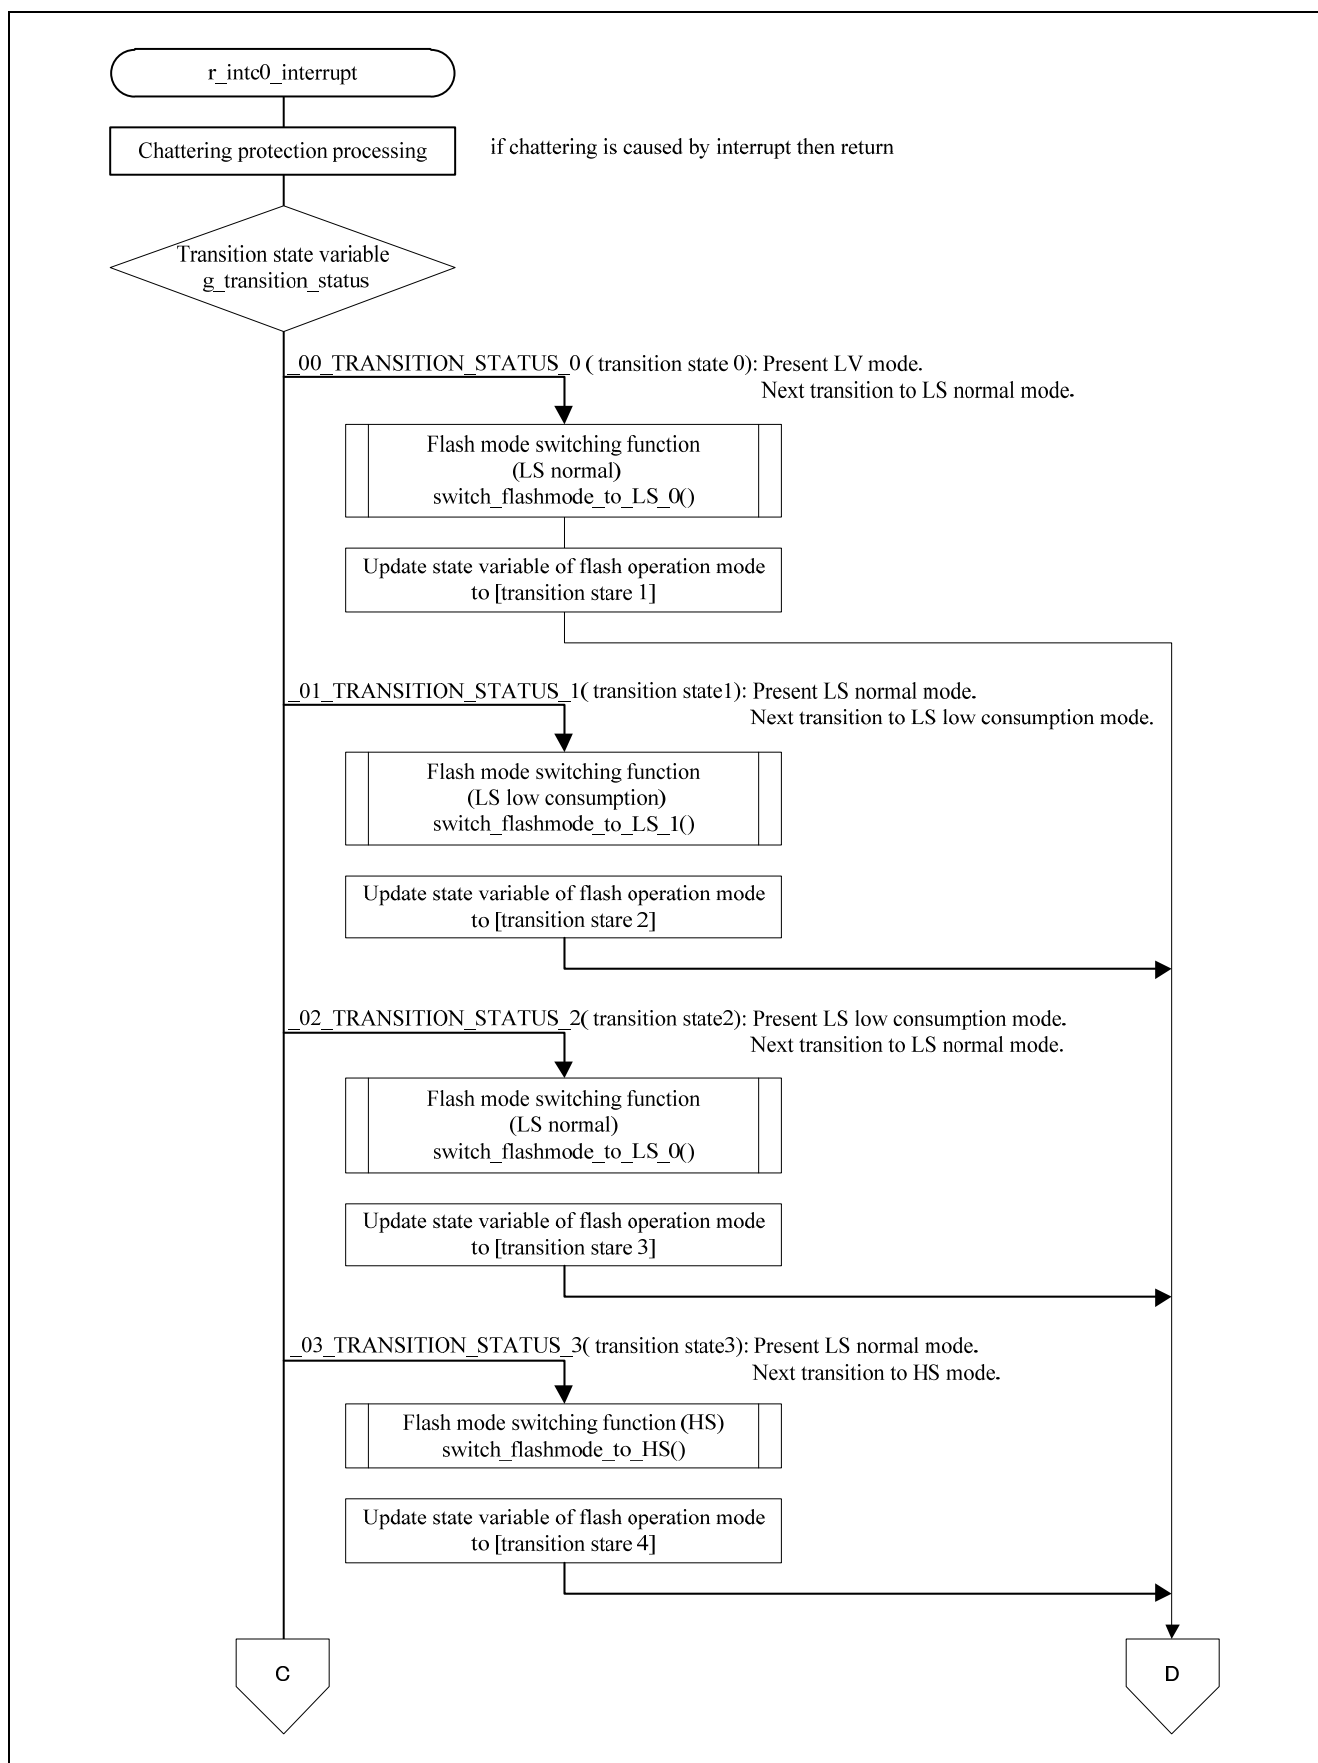 r_intc0_interrupt
Chattering protection processing
if chattering is caused by interrupt then return
Transition state variable
g_transition_status
_00_TRANSITION_STATUS_0 ( transition state 0): Present LV mode.
Next transition to LS normal mode.
Flash mode switching function
(LS normal)
switch_flashmode_to_LS_0()
Update state variable of flash operation mode
to [transition stare 1]
_01_TRANSITION_STATUS_1( transition state1): Present LS normal mode.
Next transition to LS low consumption mode.
Flash mode switching function
(LS low consumption)
switch_flashmode_to_LS_1()
Update state variable of flash operation mode
to [transition stare 2]
_02_TRANSITION_STATUS_2( transition state2): Present LS low consumption mode.
Next transition to LS normal mode.
Flash mode switching function
(LS normal)
switch_flashmode_to_LS_0()
Update state variable of flash operation mode
to [transition stare 3]
_03_TRANSITION_STATUS_3( transition state3): Present LS normal mode.
Next transition to HS mode.
Flash mode switching function (HS)
switch_flashmode_to_HS()
Update state variable of flash operation mode
to [transition stare 4]
C
D